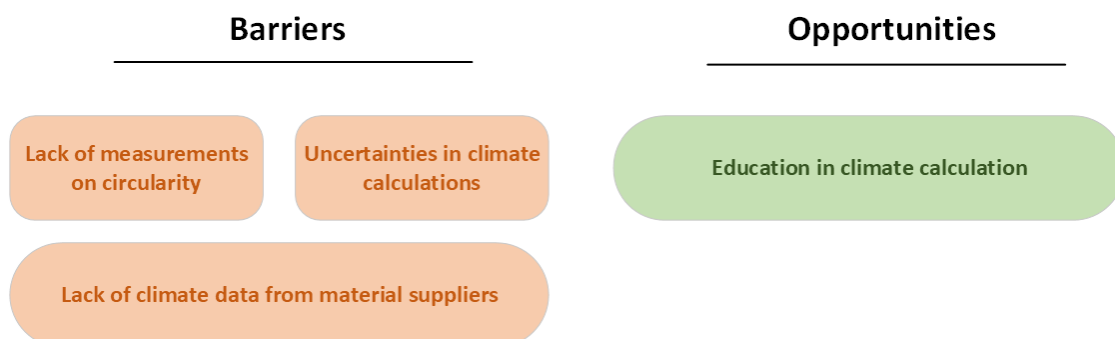 Barriers
Opportunities
Lack of measurements
on circularity
Uncertainties in climate
calculations
Education in climate calculation
Lack of climate data from material suppliers